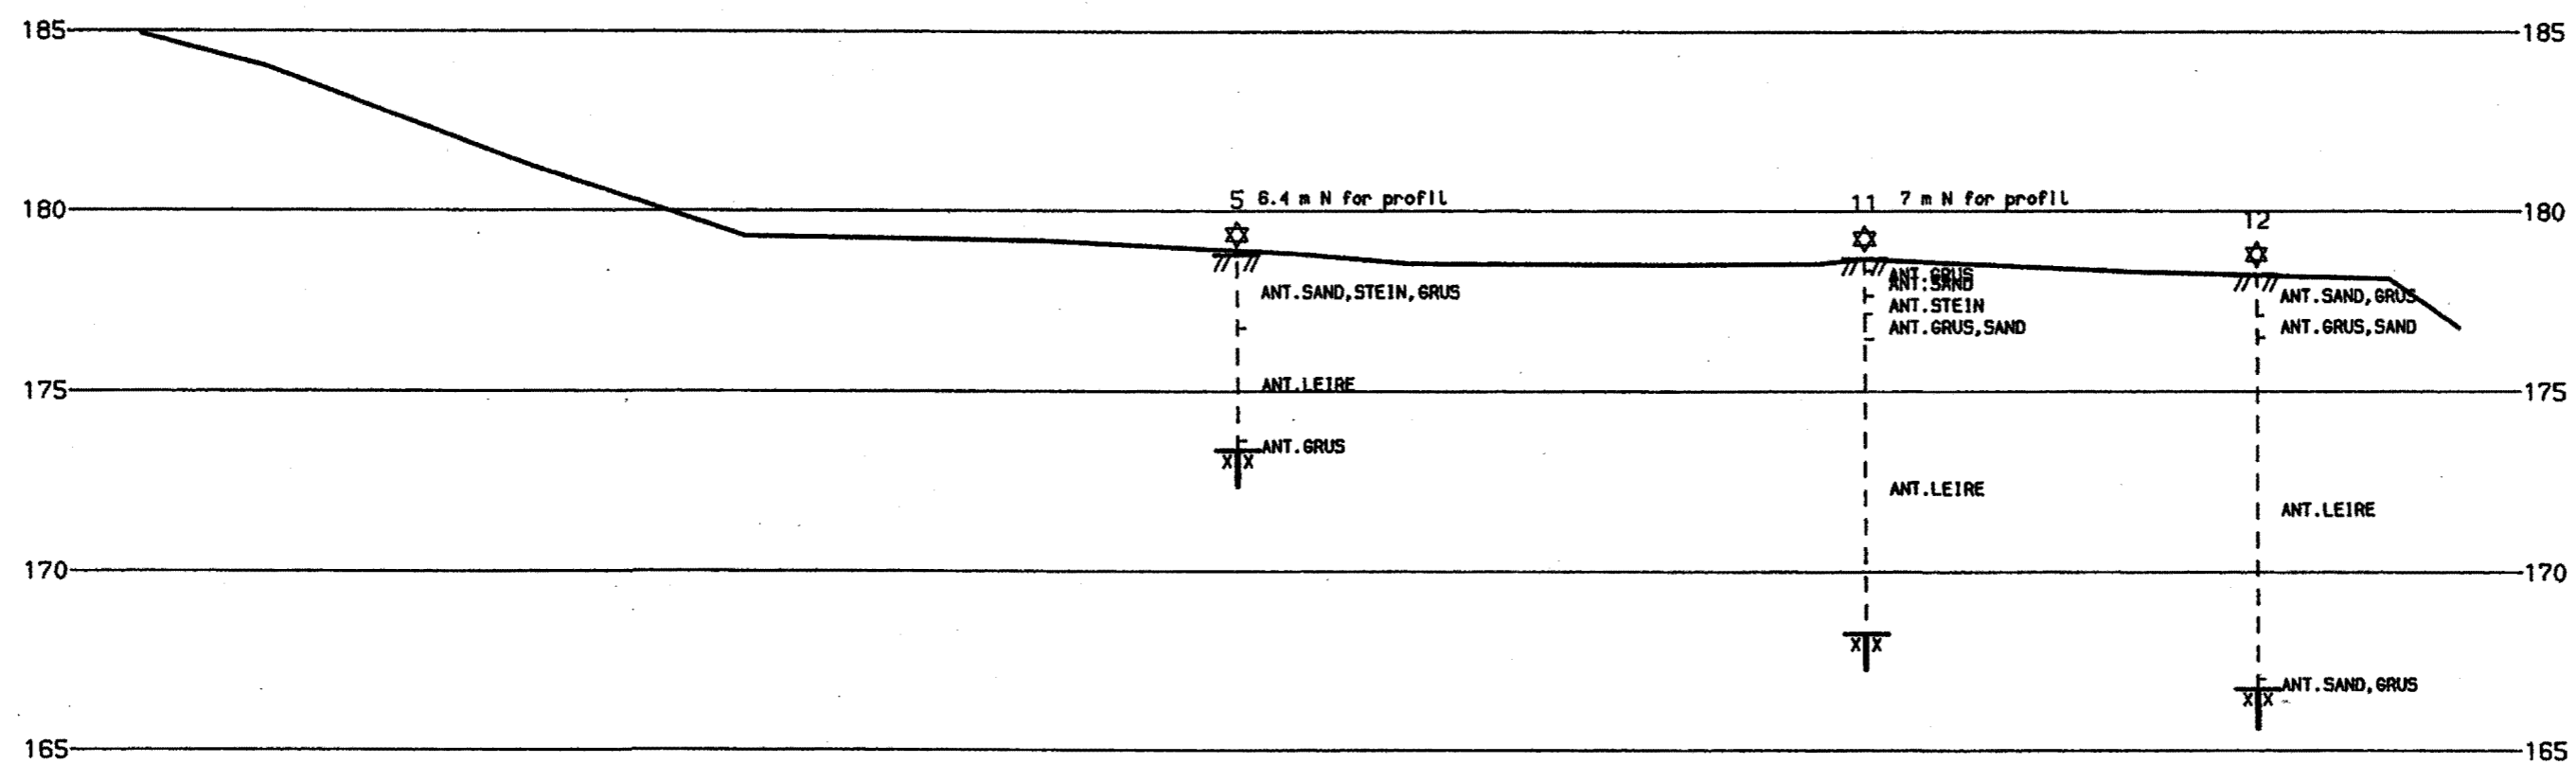 185 185
5 6.4 m N for profil
11 7 m N for profil
180 180
12
ANT.SAND,STEIN,GRUS
ANT.GRUS
ANT.SAND
ANT.STEIN
ANT.GRUS,SAND
ANT.SAND,GRUS
ANT.GRUS,SAND
175 175
ANT.LEIRE
ANT.GRUS
X X
ANT.LEIRE
ANT.LEIRE
170 170
X X
ANT.SAND,GRUS
X X
165 165